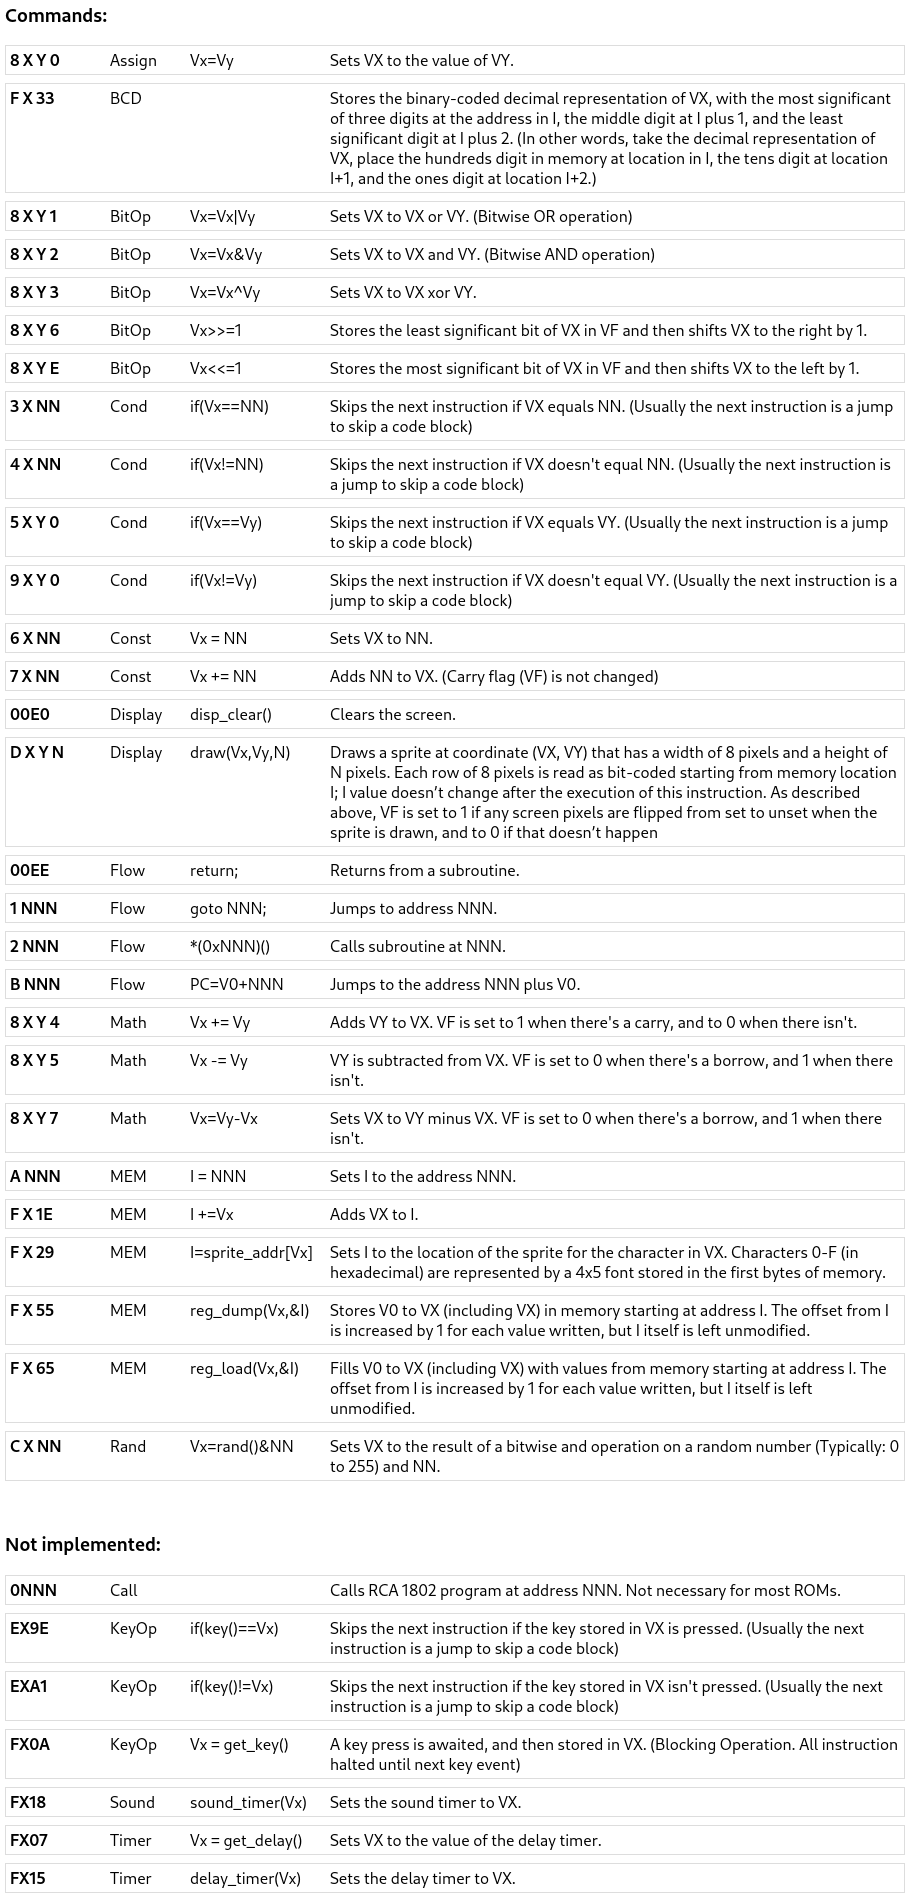 Commands:
8 X Y 0 Assign Vx=Vy Sets VX to the value of VY.
F X 33 BCD Stores the binary-coded decimal representation of VX, with the most significant
of three digits at the address in I, the middle digit at I plus 1, and the least
significant digit at I plus 2. (In other words, take the decimal representation of
VX, place the hundreds digit in memory at location in I, the tens digit at location
I+1, and the ones digit at location I+2.)
8 X Y 1 BitOp Vx=Vx|Vy Sets VX to VX or VY. (Bitwise OR operation)
8 X Y 2 BitOp Vx=Vx&Vy Sets VX to VX and VY. (Bitwise AND operation)
8 X Y 3 BitOp Vx=Vx^Vy Sets VX to VX xor VY.
8 X Y 6 BitOp Vx>>=1 Stores the least significant bit of VX in VF and then shifts VX to the right by 1.
8 X Y E BitOp Vx<<=1 Stores the most significant bit of VX in VF and then shifts VX to the left by 1.
3 X NN Cond if(Vx==NN) Skips the next instruction if VX equals NN. (Usually the next instruction is a jump
to skip a code block)
4 X NN Cond if(Vx!=NN) Skips the next instruction if VX doesn't equal NN. (Usually the next instruction is
a jump to skip a code block)
5 X Y 0 Cond if(Vx==Vy) Skips the next instruction if VX equals VY. (Usually the next instruction is a jump
to skip a code block)
9 X Y 0 Cond if(Vx!=Vy) Skips the next instruction if VX doesn't equal VY. (Usually the next instruction is a
jump to skip a code block)
6 X NN Const Vx = NN Sets VX to NN.
7 X NN Const Vx += NN Adds NN to VX. (Carry flag (VF) is not changed)
00E0 Display disp_clear() Clears the screen.
D X Y N Display draw(Vx,Vy,N) Draws a sprite at coordinate (VX, VY) that has a width of 8 pixels and a height of
N pixels. Each row of 8 pixels is read as bit-coded starting from memory location
I; I value doesn’t change after the execution of this instruction. As described
above, VF is set to 1 if any screen pixels are flipped from set to unset when the
sprite is drawn, and to 0 if that doesn’t happen
00EE Flow return; Returns from a subroutine.
1 NNN Flow goto NNN; Jumps to address NNN.
2 NNN Flow *(0xNNN)() Calls subroutine at NNN.
B NNN Flow PC=V0+NNN Jumps to the address NNN plus V0.
8 X Y 4 Math Vx += Vy Adds VY to VX. VF is set to 1 when there's a carry, and to 0 when there isn't.
8 X Y 5 Math Vx -= Vy VY is subtracted from VX. VF is set to 0 when there's a borrow, and 1 when there
isn't.
8 X Y 7 Math Vx=Vy-Vx Sets VX to VY minus VX. VF is set to 0 when there's a borrow, and 1 when there
isn't.
A NNN MEM I = NNN Sets I to the address NNN.
F X 1E MEM I +=Vx Adds VX to I.
F X 29 MEM I=sprite_addr[Vx] Sets I to the location of the sprite for the character in VX. Characters 0-F (in
hexadecimal) are represented by a 4x5 font stored in the first bytes of memory.
F X 55 MEM reg_dump(Vx,&I) Stores V0 to VX (including VX) in memory starting at address I. The offset from I
is increased by 1 for each value written, but I itself is left unmodified.
F X 65 MEM reg_load(Vx,&I) Fills V0 to VX (including VX) with values from memory starting at address I. The
offset from I is increased by 1 for each value written, but I itself is left
unmodified.
C X NN Rand Vx=rand()&NN Sets VX to the result of a bitwise and operation on a random number (Typically: 0
to 255) and NN.
Not implemented:
0NNN Call Calls RCA 1802 program at address NNN. Not necessary for most ROMs.
EX9E KeyOp if(key()==Vx) Skips the next instruction if the key stored in VX is pressed. (Usually the next
instruction is a jump to skip a code block)
EXA1 KeyOp if(key()!=Vx) Skips the next instruction if the key stored in VX isn't pressed. (Usually the next
instruction is a jump to skip a code block)
FX0A KeyOp Vx = get_key() A key press is awaited, and then stored in VX. (Blocking Operation. All instruction
halted until next key event)
FX18 Sound sound_timer(Vx) Sets the sound timer to VX.
FX07 Timer Vx = get_delay() Sets VX to the value of the delay timer.
FX15 Timer delay_timer(Vx) Sets the delay timer to VX.